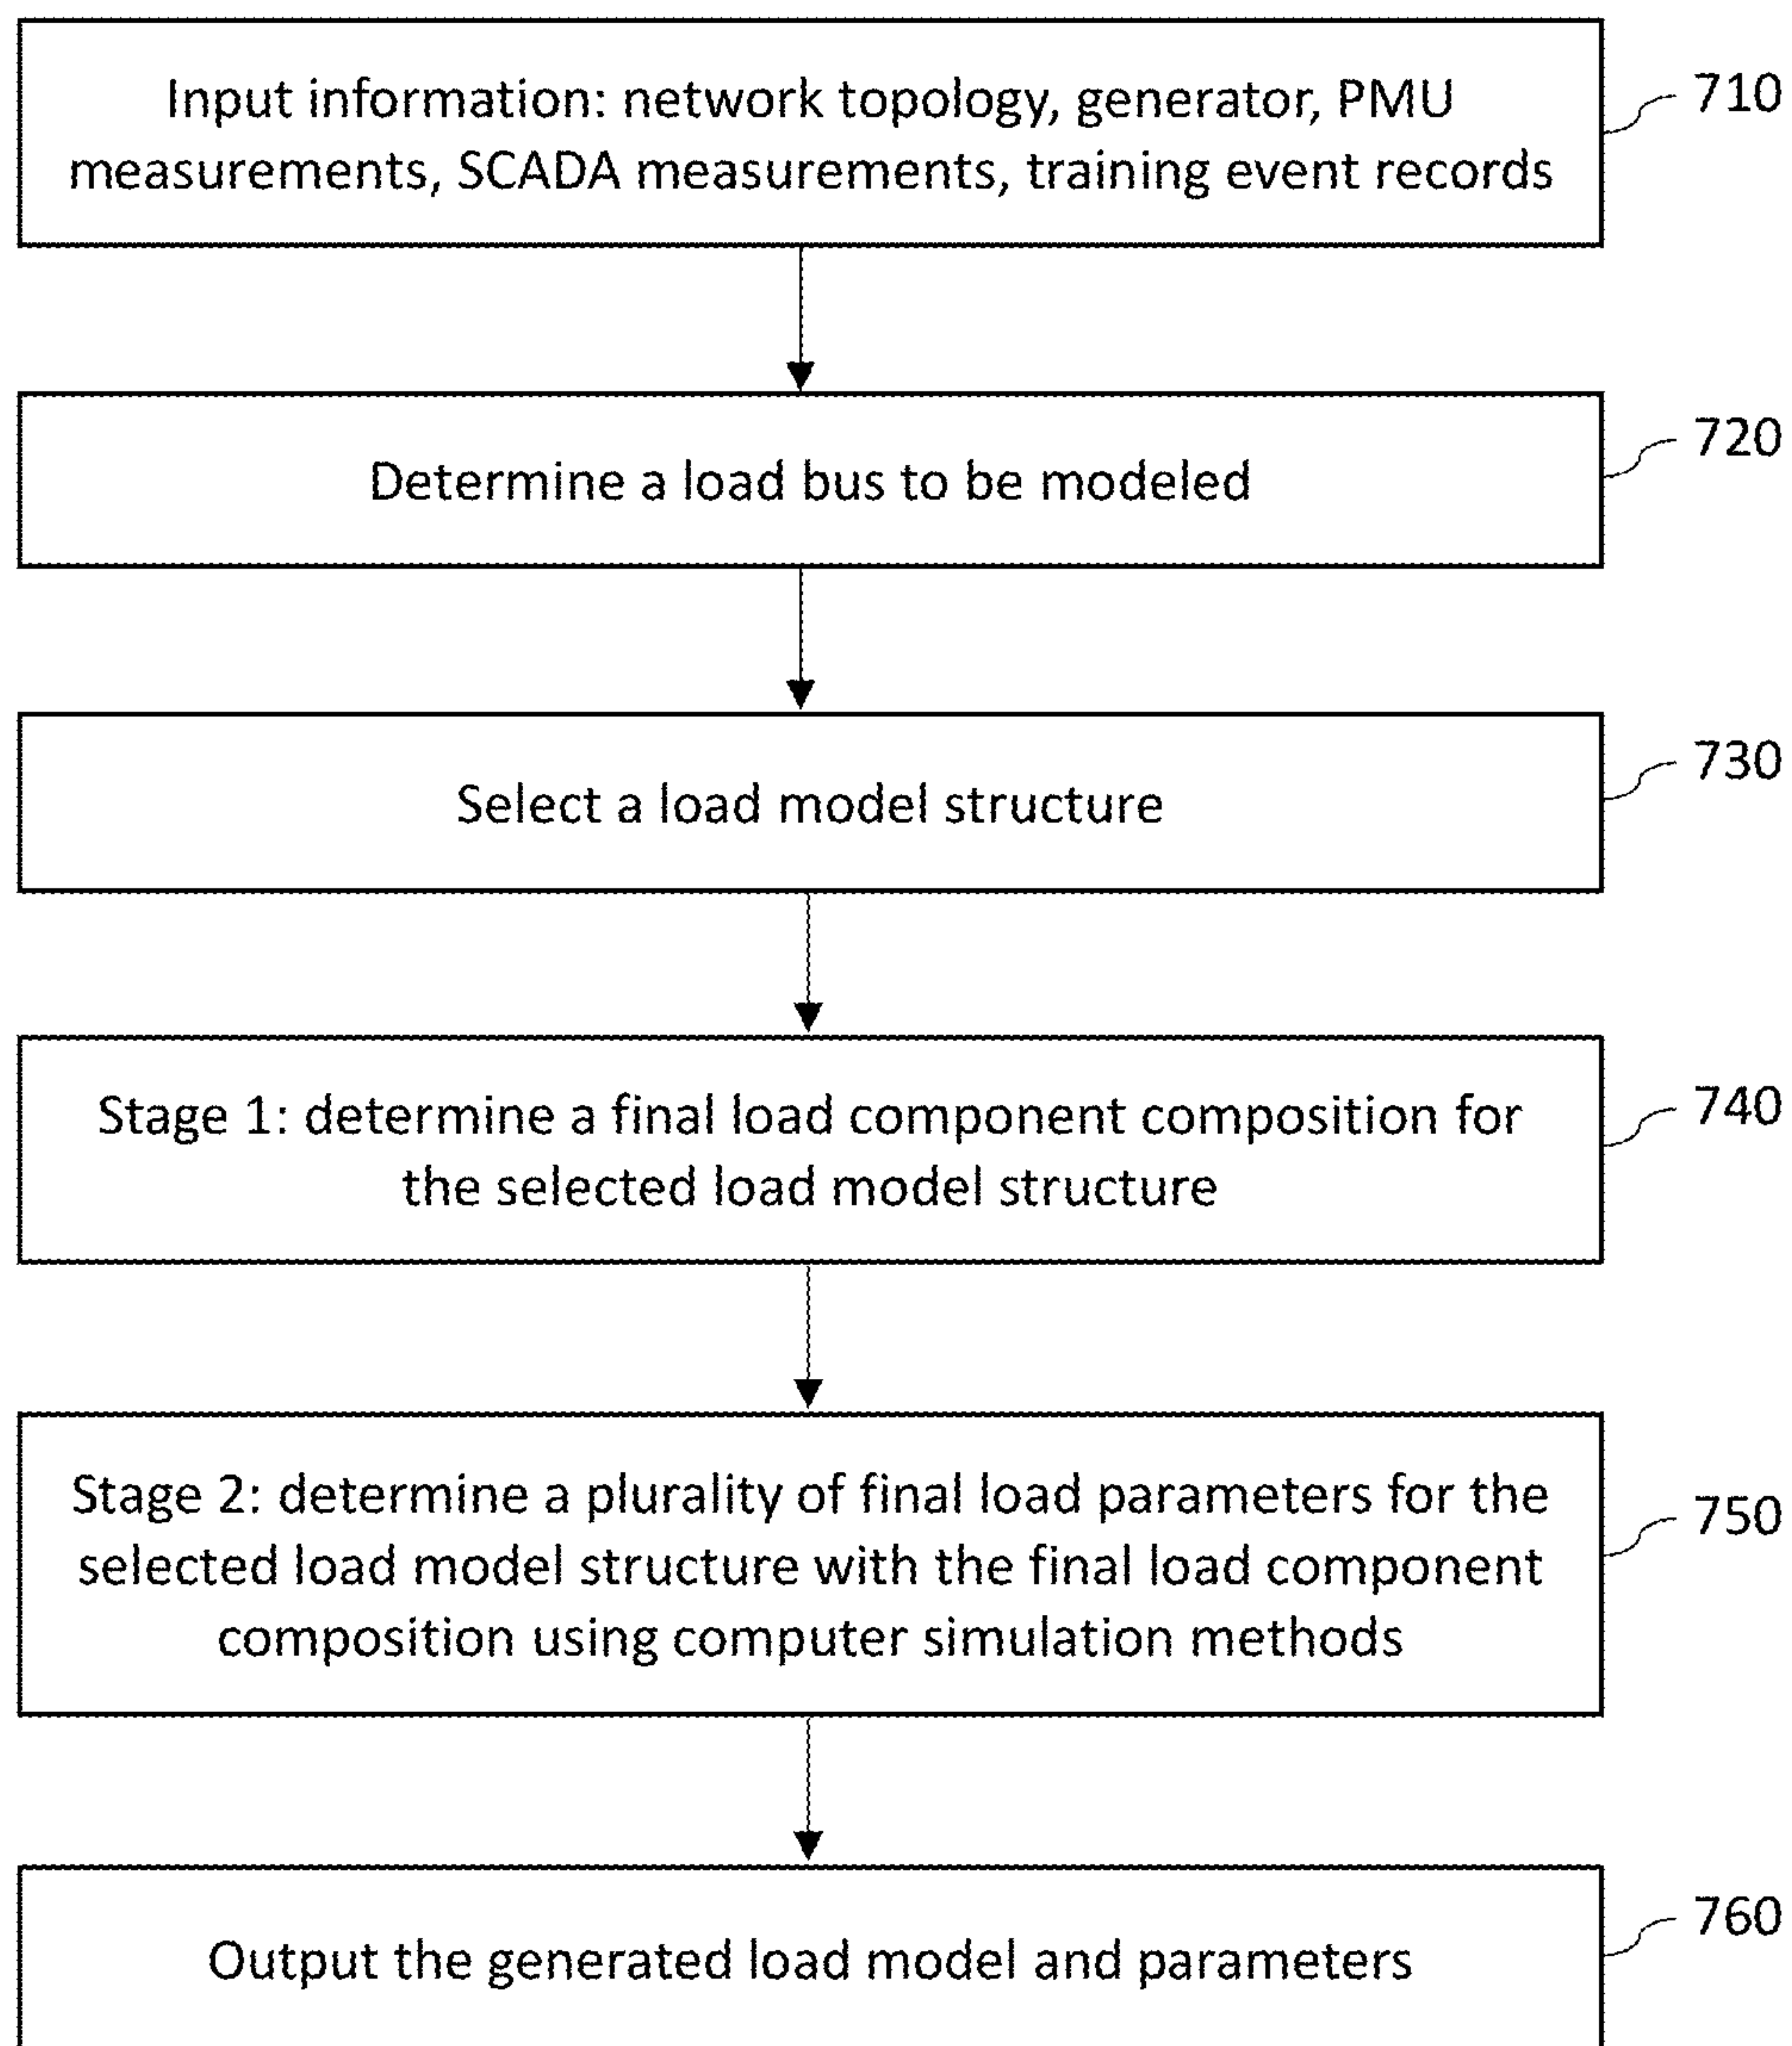 Input information: network topology, generator, PMU
measurements, SCADA measurements, training event records
710
Determine a load bus to be modeled
720
Select a load model structure
730
Stage 1: determine a final load component composition for
the selected load model structure
740
Stage 2: determine a plurality of final load parameters for the
selected load model structure with the final load component
composition using computer simulation methods
750
Output the generated load model and parameters
760